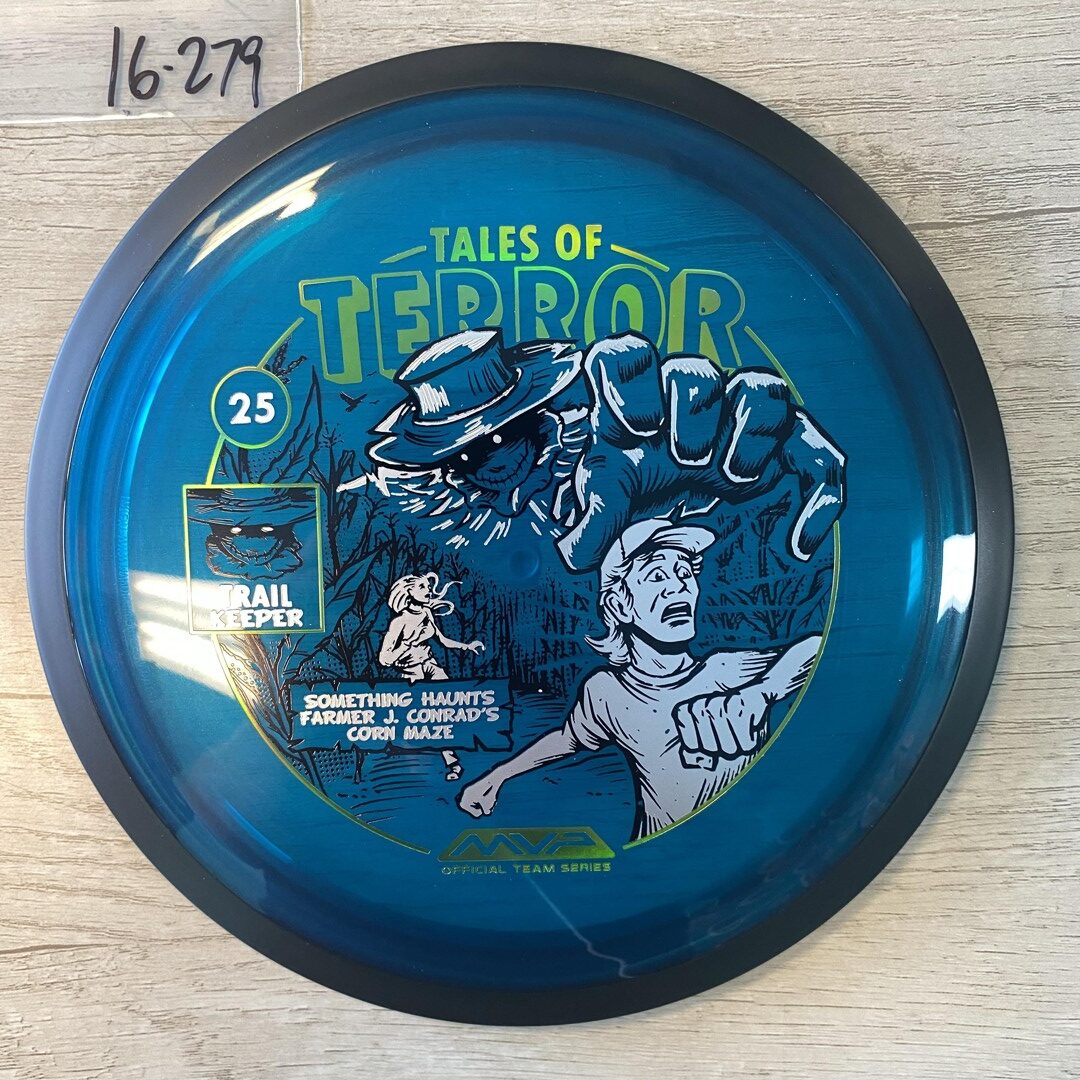 16-279
TALES OF
TERROR
25
TRAIL
KEEPER
SOMETHING HAUNTS
FARMER J. CONRAD'S
CORN MAZE
MVP
OFFICIAL TEAM SERIES